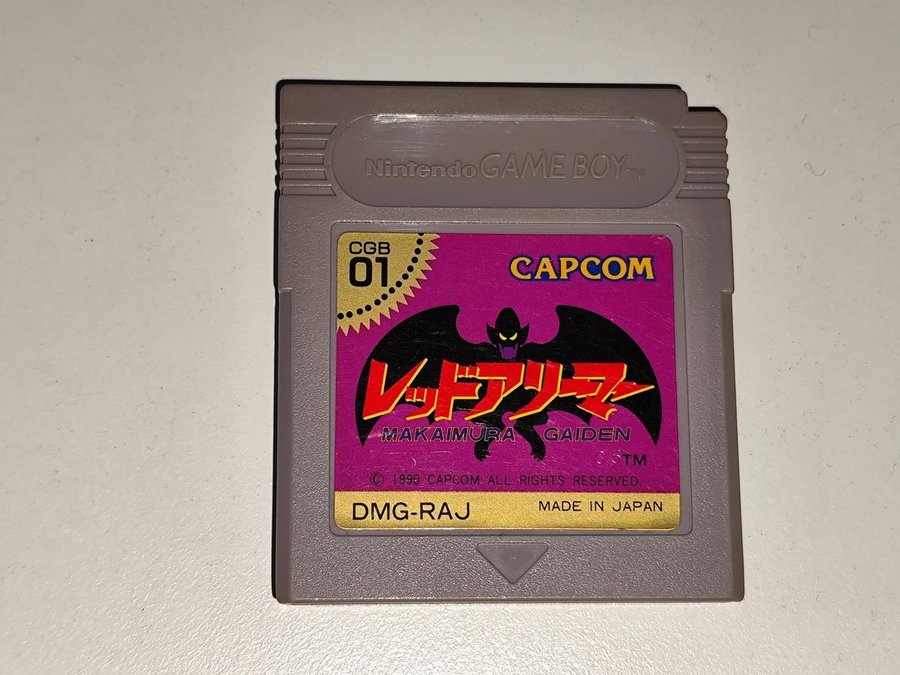 Nintendo GAME BOY™
CGB
01
CAPCOM
レッドアリーマー
MAKAIMURA GAIDEN
TM
© 1990 CAPCOM ALL RIGHTS RESERVED
DMG-RAJ
MADE IN JAPAN